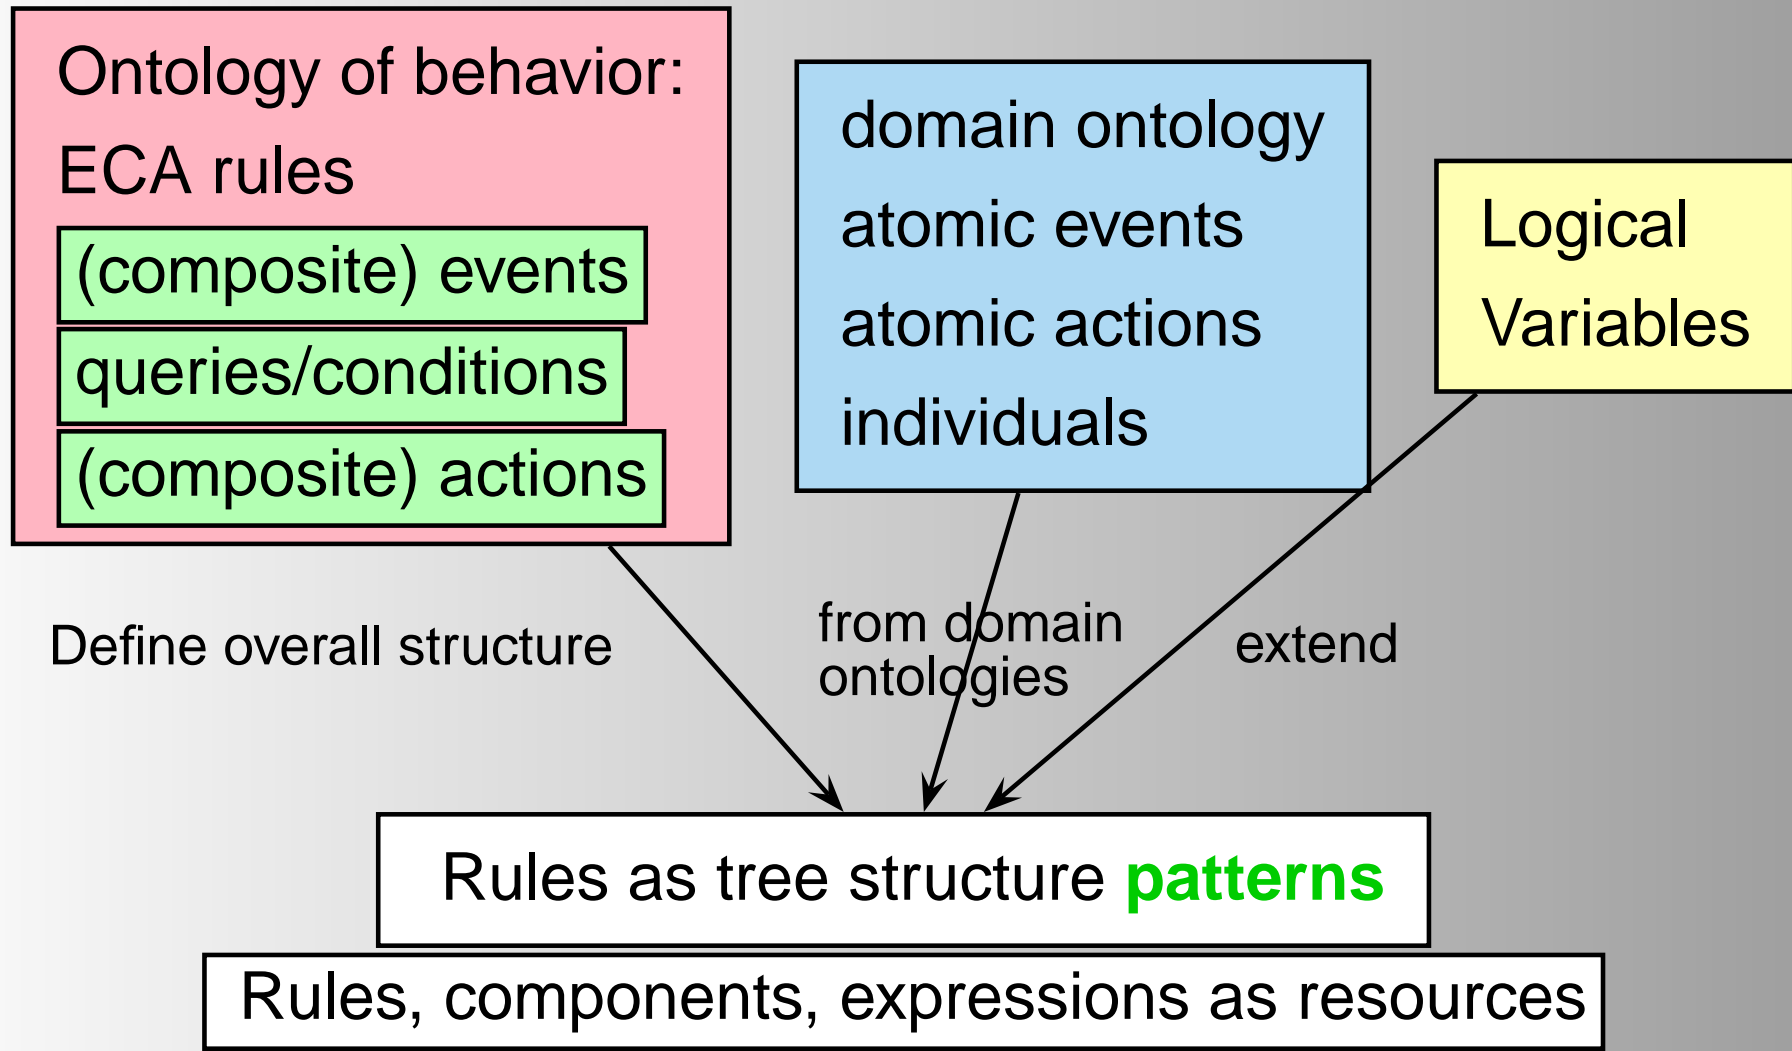 Ontology of behavior:
ECA rules
(composite) events
queries/conditions
(composite) actions
domain ontology
atomic events
atomic actions
individuals
Logical
Variables
Define overall structure
from domain
ontologies
extend
Rules as tree structure patterns
Rules, components, expressions as resources